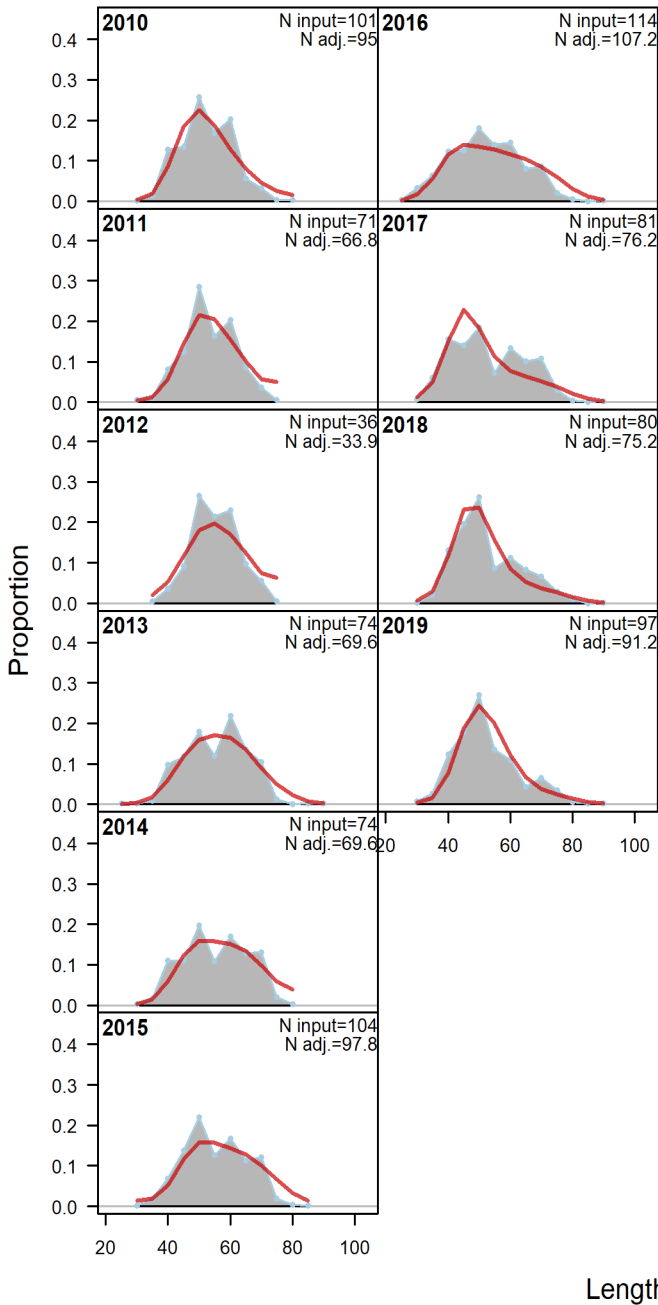 2010
N input=101
N adj.=95
0.4
0.3
0.2
0.1
0.0
2016
N input=114
N adj.=107.2
2011
N input=71
N adj.=66.8
0.4
0.3
0.2
0.1
0.0
2017
N input=81
N adj.=76.2
2012
N input=36
N adj.=33.9
0.4
0.3
0.2
0.1
0.0
2018
N input=80
N adj.=75.2
Proportion
2013
N input=74
N adj.=69.6
0.4
0.3
0.2
0.1
0.0
2019
N input=97
N adj.=91.2
20 40 60 80 100
2014
N input=74
N adj.=69.6
0.4
0.3
0.2
0.1
0.0
2015
N input=104
N adj.=97.8
0.4
0.3
0.2
0.1
0.0
20 40 60 80 100
Length